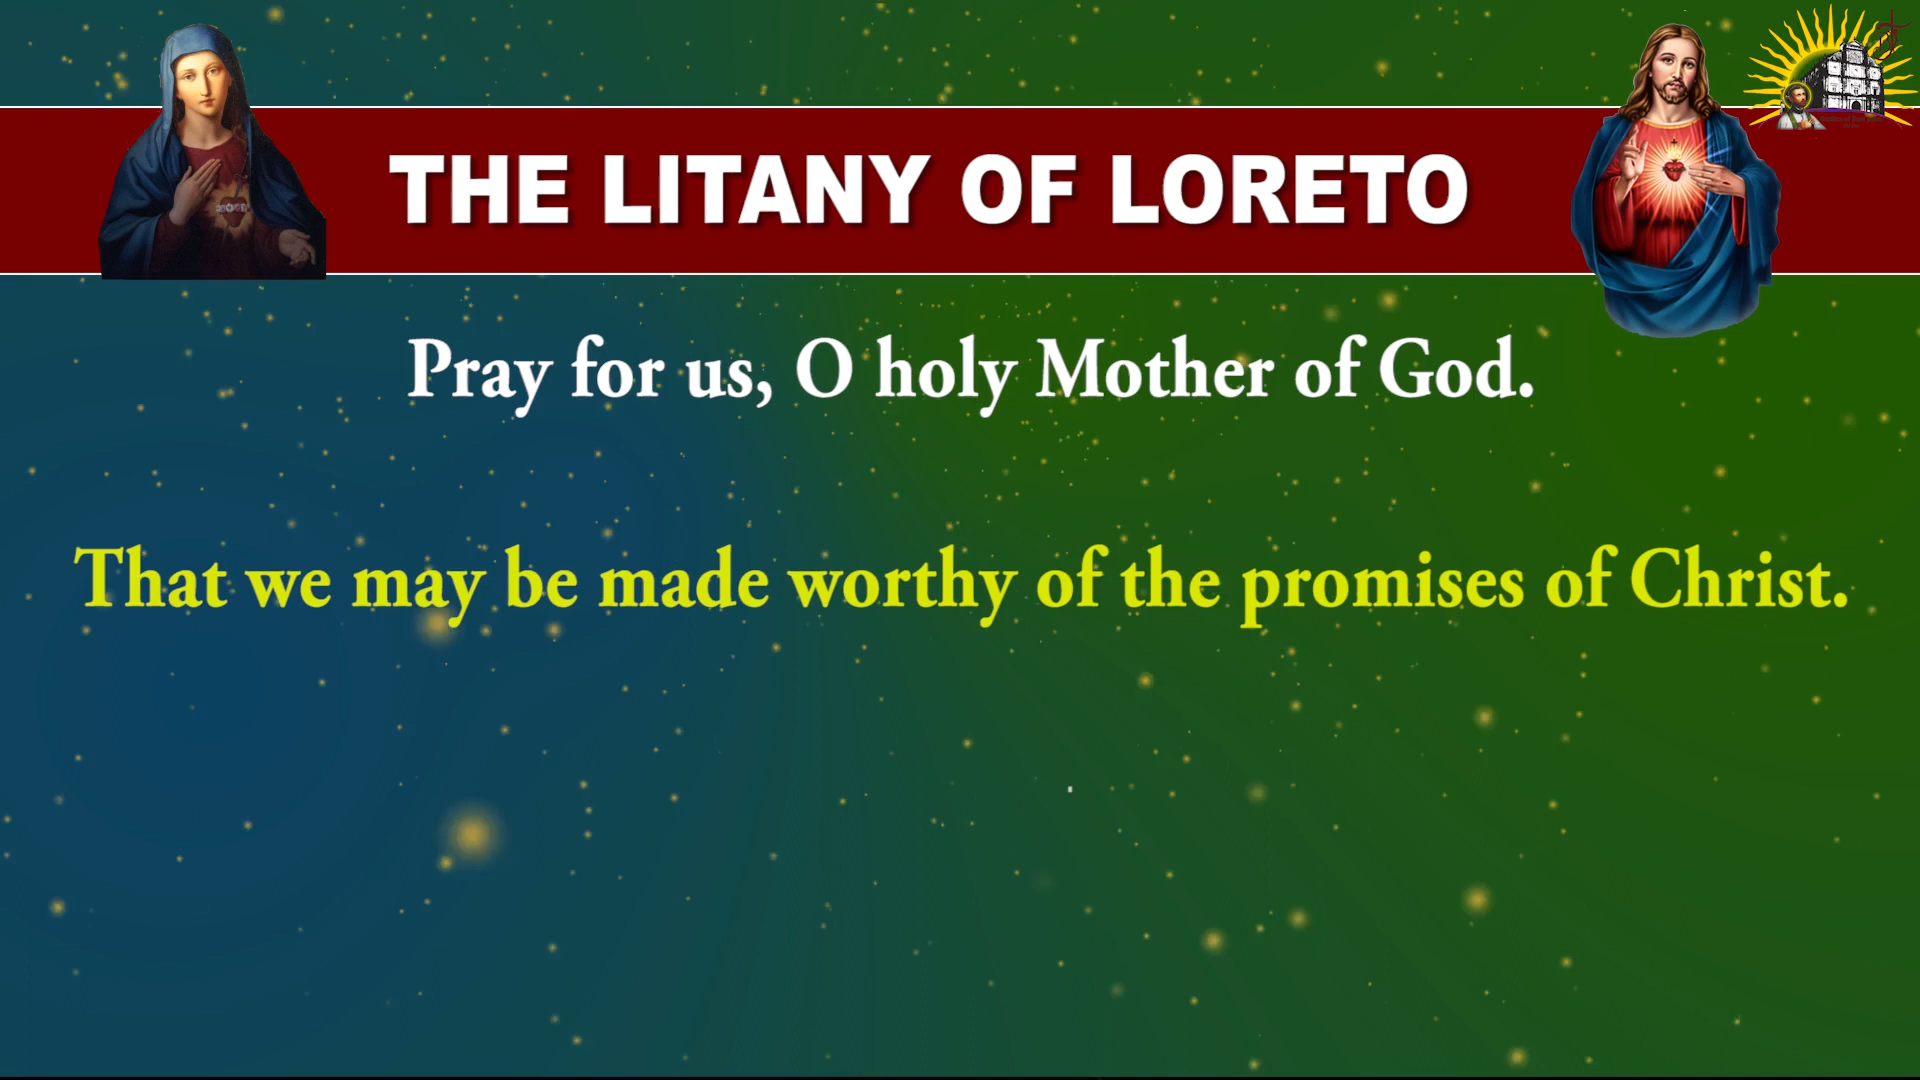 THE LITANY OF LORETO
Pray for us, O holy Mother of God.
That we may be made worthy of the promises of Christ.